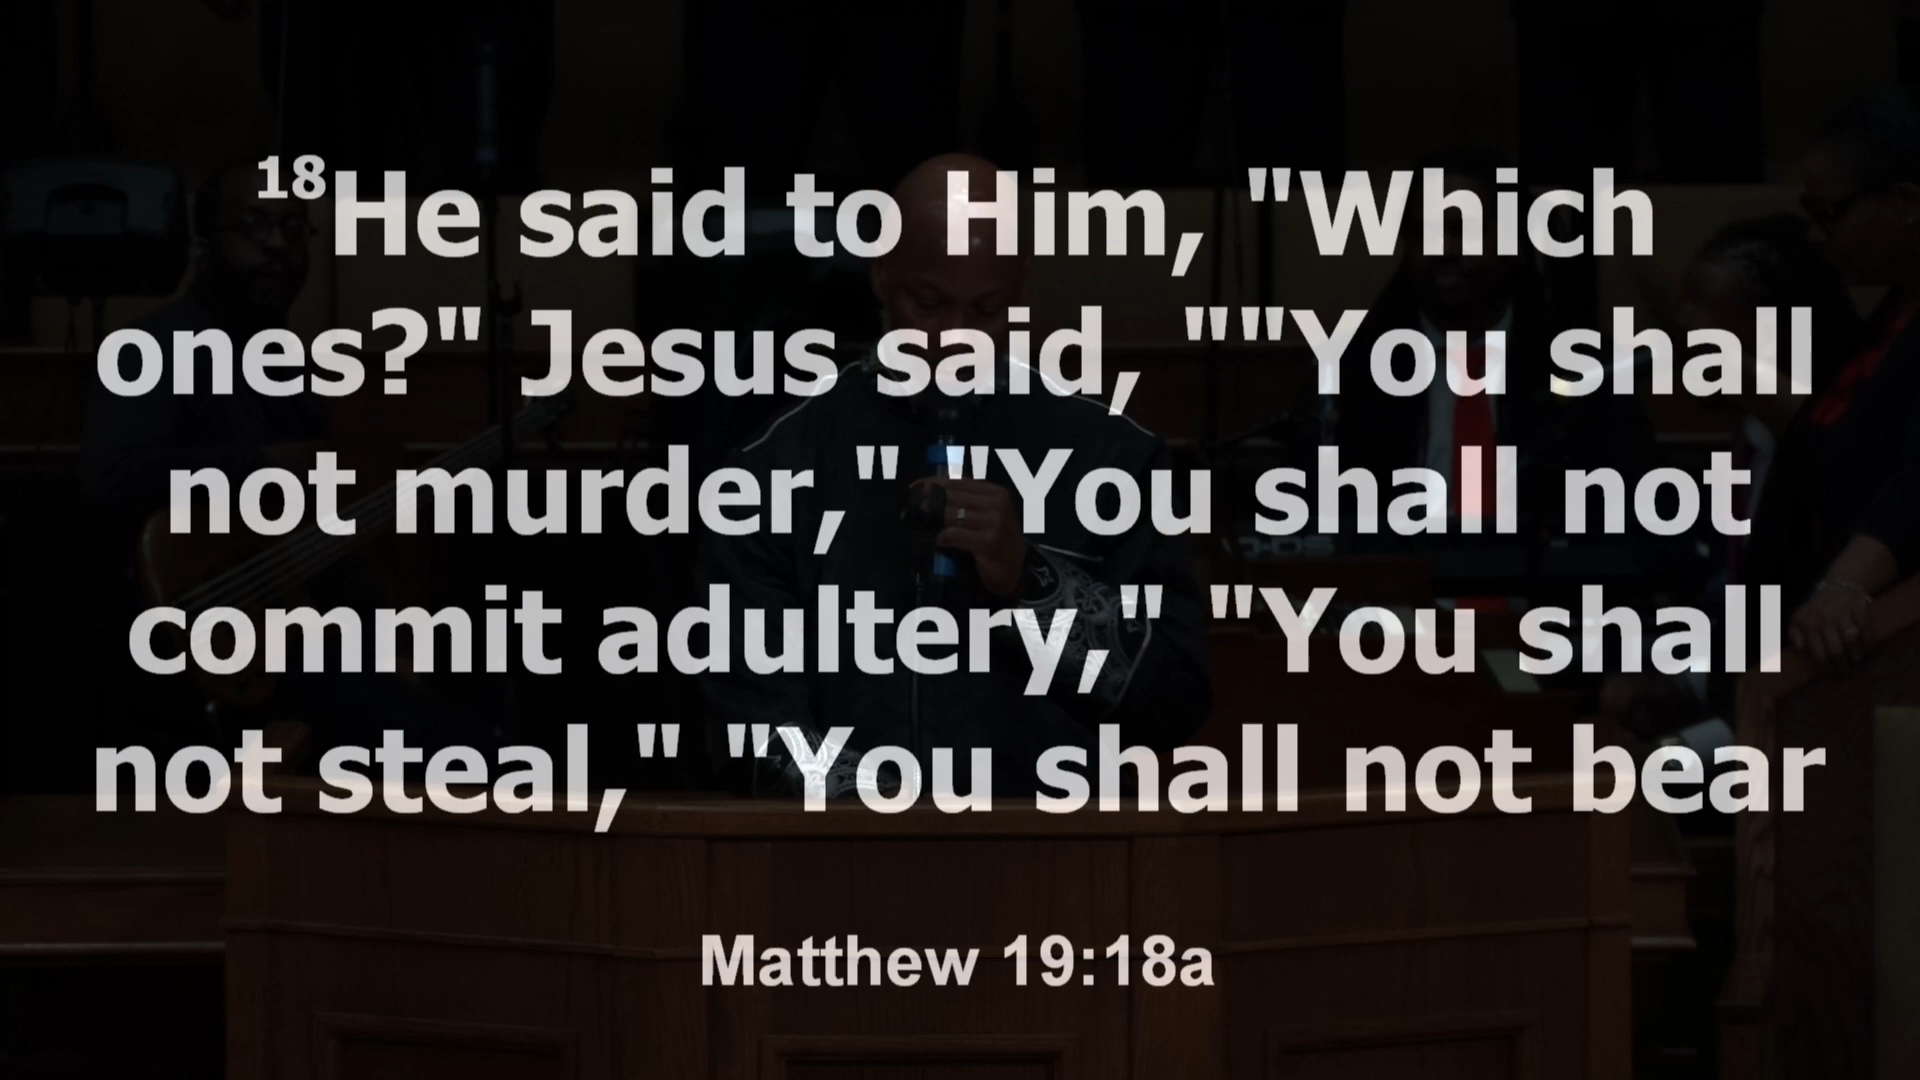 18He said to Him, "Which
ones?" Jesus said, ""You shall
not murder," "You shall not
commit adultery," "You shall
not steal," "You shall not bear
Matthew 19:18a